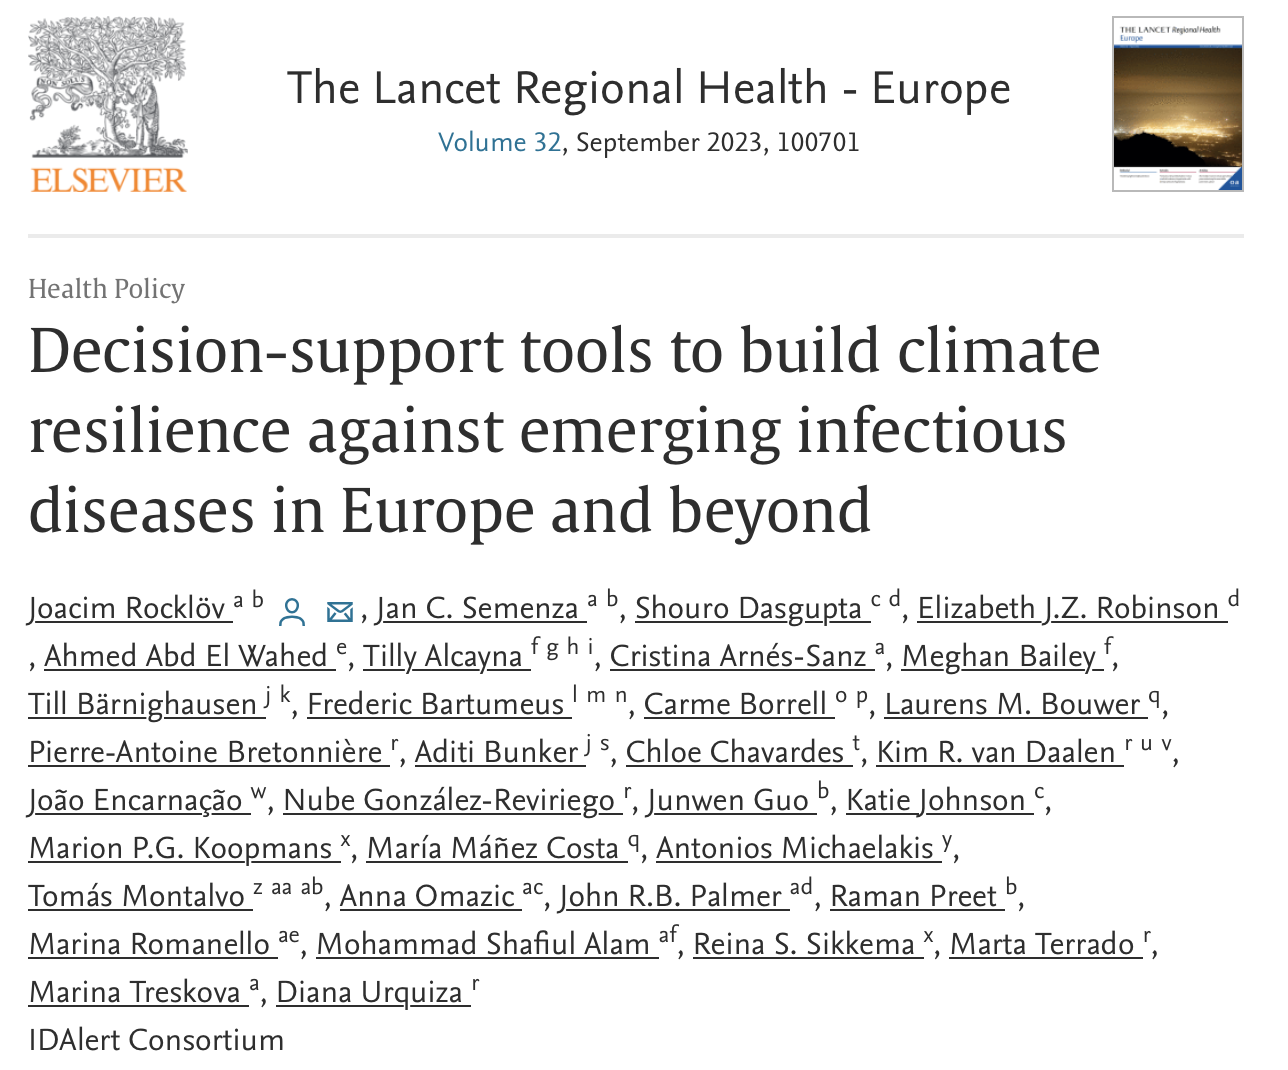 ELSEVIER
The Lancet Regional Health - Europe
Volume 32, September 2023, 100701
THE LANCET Regional Health
Europe
Health Policy
Decision-support tools to build climate
resilience against emerging infectious
diseases in Europe and beyond
Joacim Rocklöv a b , Jan C. Semenza a b, Shouro Dasgupta c d, Elizabeth J.Z. Robinson d
, Ahmed Abd El Wahed e, Tilly Alcayna f g h i, Cristina Arnés-Sanz a, Meghan Bailey f,
Till Bärnighausen j k, Frederic Bartumeus l m n, Carme Borrell o p, Laurens M. Bouwer q,
Pierre-Antoine Bretonnière r, Aditi Bunker j s, Chloe Chavardes t, Kim R. van Daalen r u v,
João Encarnação w, Nube González-Reviriego r, Junwen Guo b, Katie Johnson c,
Marion P.G. Koopmans x, María Máñez Costa q, Antonios Michaelakis y,
Tomás Montalvo z aa ab, Anna Omazic ac, John R.B. Palmer ad, Raman Preet b,
Marina Romanello ae, Mohammad Shafiul Alam af, Reina S. Sikkema x, Marta Terrado r,
Marina Treskova a, Diana Urquiza r
IDAlert Consortium